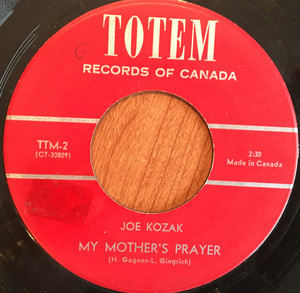 TOTEM
RECORDS OF CANADA
TTM-2
(CT-30809)
2:30
Made in Canada
JOE KOZAK
MY MOTHER'S PRAYER
(H. Gagnon-L. Gingrich)